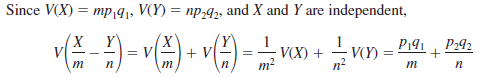 Since V(X) = mp₁q₁, V(Y) = np₂q₂, and X and Y are independent,
V(X/m − Y/n) = V(X/m) + V(Y/n) = 1/m² V(X) + 1/n² V(Y) = p₁q₁/m + p₂q₂/n